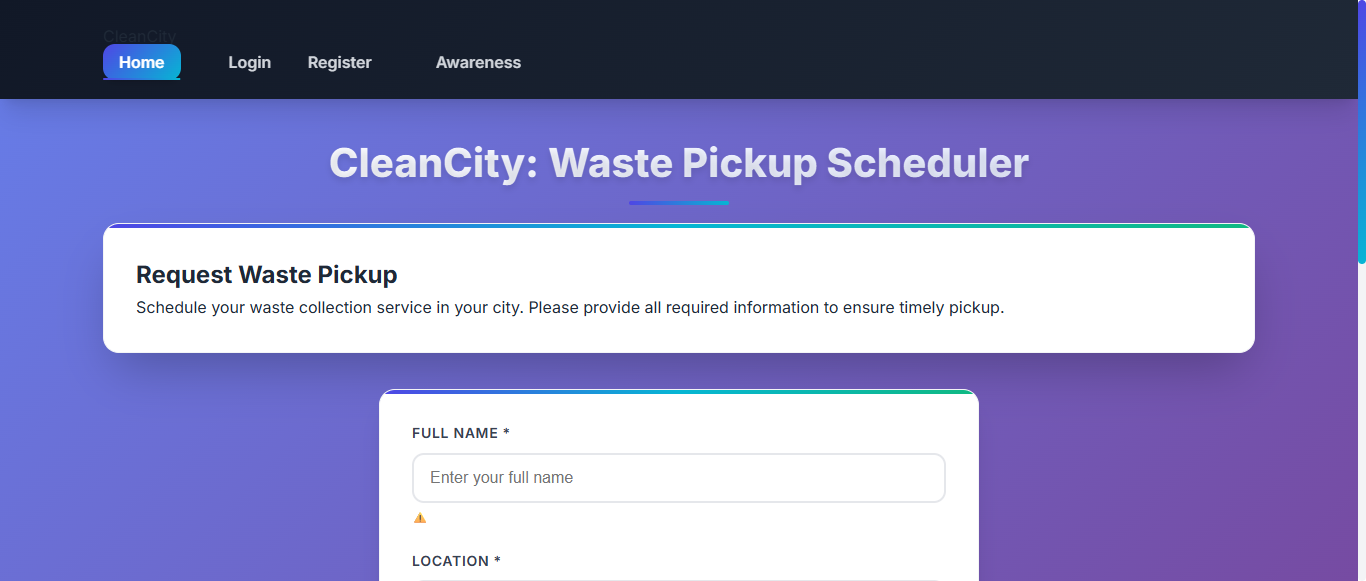 CleanCity
Home Login Register Awareness
CleanCity: Waste Pickup Scheduler
Request Waste Pickup
Schedule your waste collection service in your city. Please provide all required information to ensure timely pickup.
FULL NAME *
Enter your full name
LOCATION *